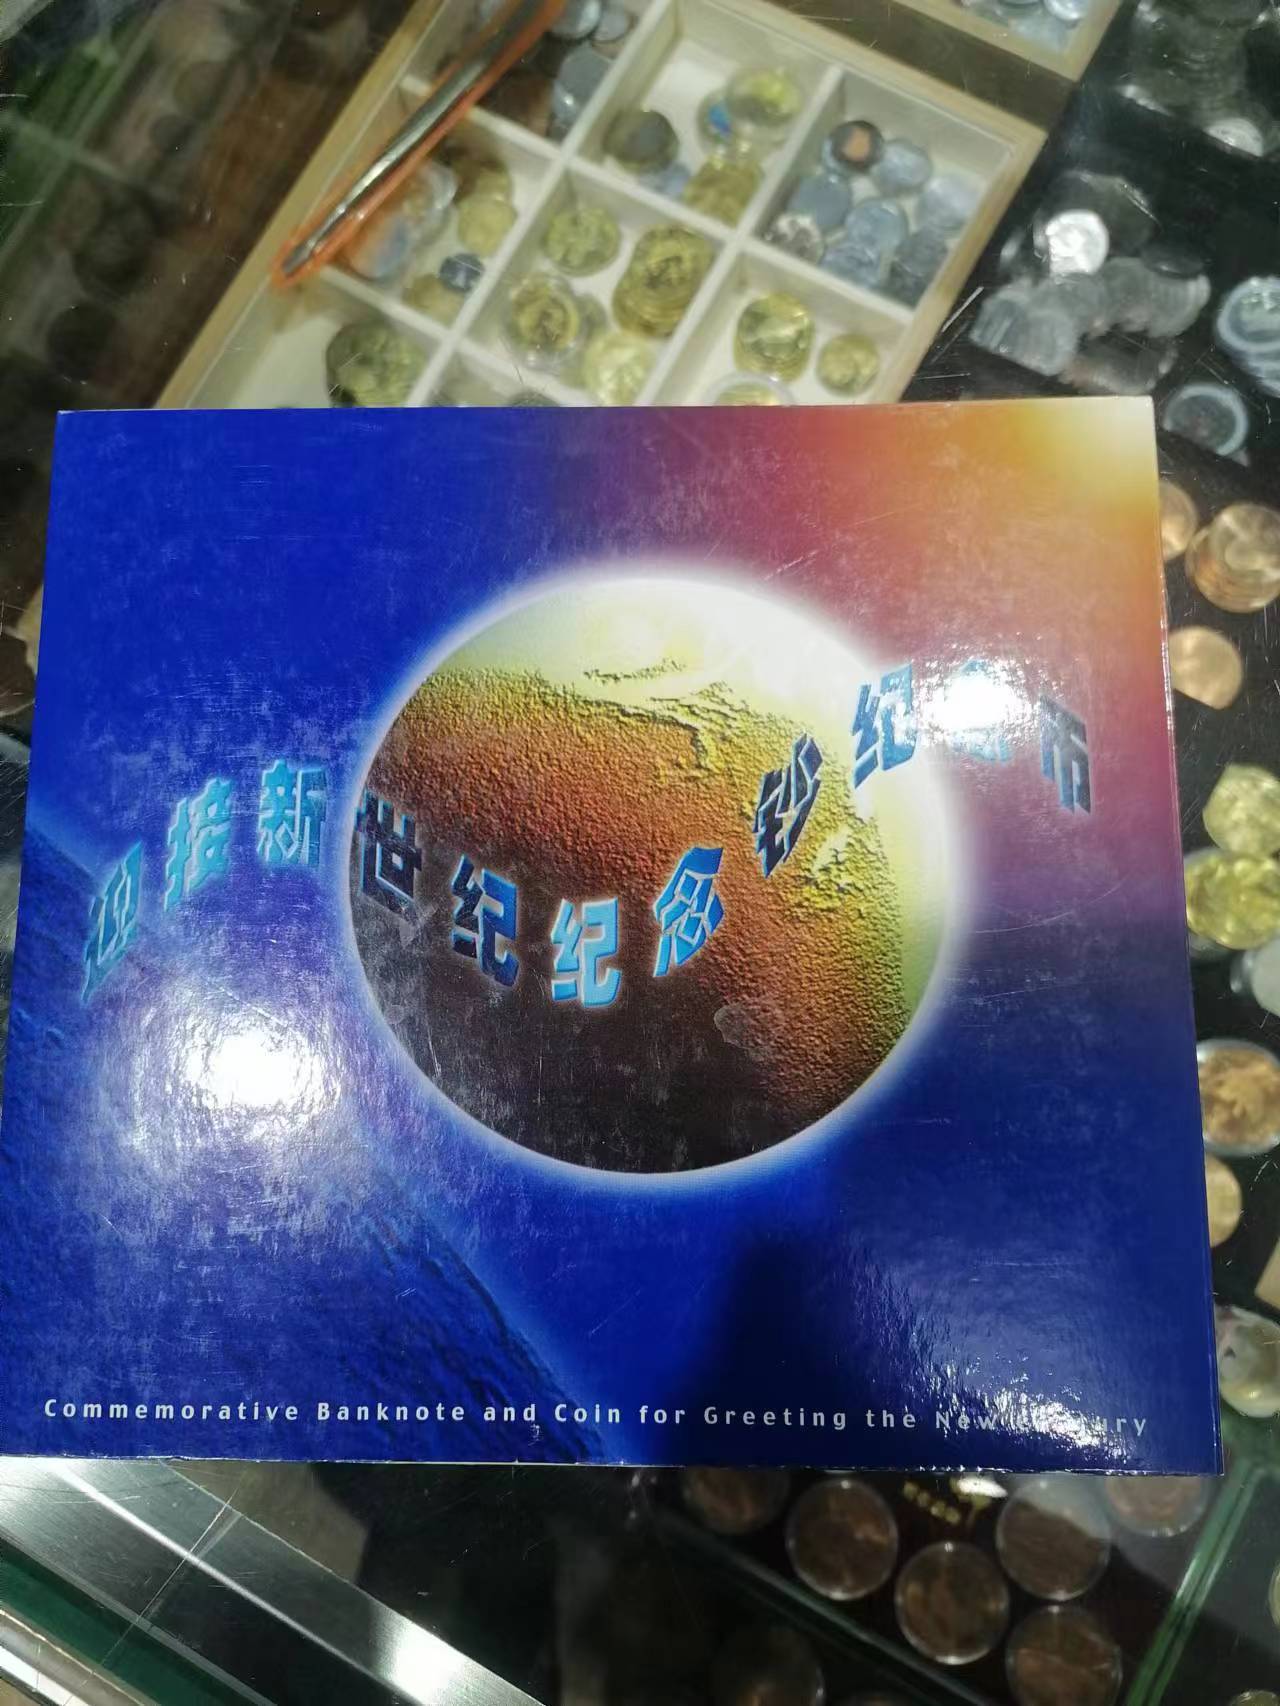 迎接新世纪纪念钞纪念币
Commemorative Banknote and Coin for Greeting the New Century